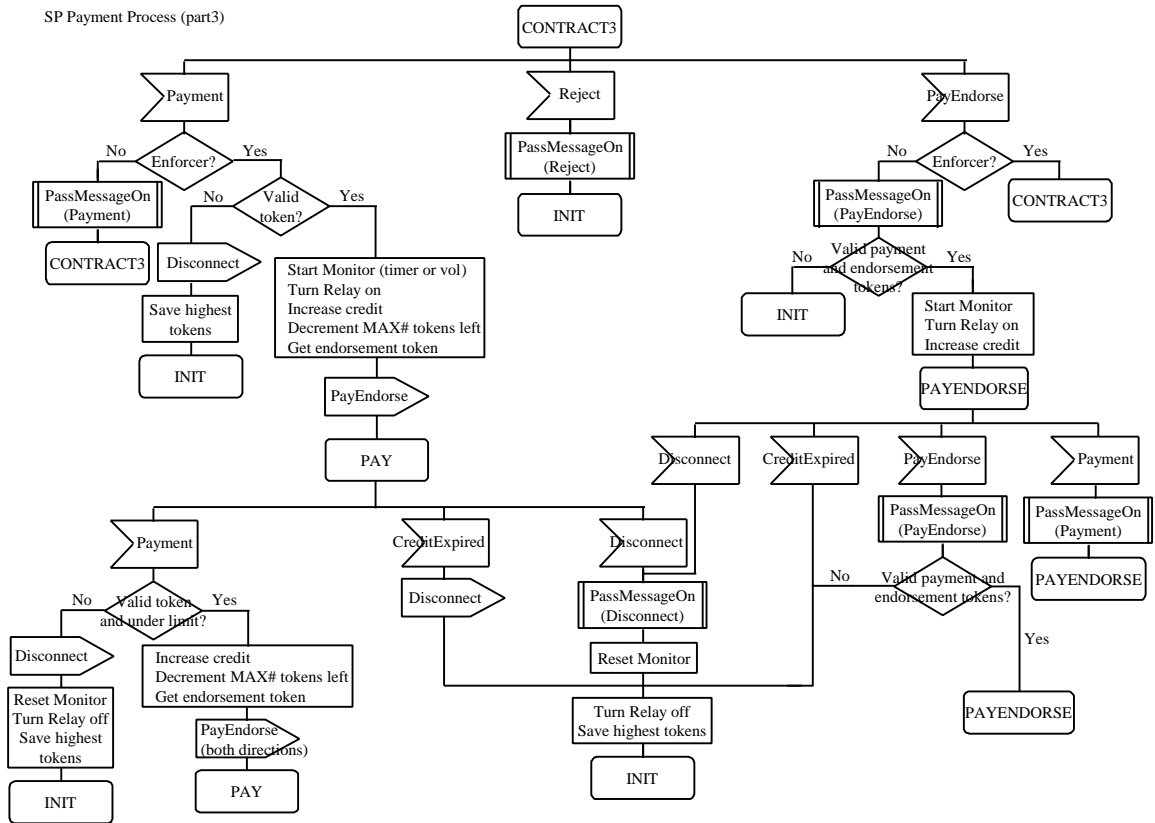 SP Payment Process (part3)
CONTRACT3
Payment
Reject
PayEndorse
No
Enforcer?
Yes
PassMessageOn
(Reject)
No
Enforcer?
Yes
PassMessageOn
(Payment)
No
Valid
token?
Yes
INIT
PassMessageOn
(PayEndorse)
CONTRACT3
CONTRACT3
Disconnect
Start Monitor (timer or vol)
Turn Relay on
Increase credit
Decrement MAX# tokens left
Get endorsement token
No
Valid payment
and endorsement
tokens?
Yes
Save highest
tokens
INIT
Start Monitor
Turn Relay on
Increase credit
INIT
PayEndorse
PAYENDORSE
PAY
Disconnect
CreditExpired
PayEndorse
Payment
PassMessageOn
(PayEndorse)
PassMessageOn
(Payment)
Payment
CreditExpired
Disconnect
No
Valid payment and
endorsement tokens?
PAYENDORSE
No
Valid token
and under limit?
Yes
Disconnect
PassMessageOn
(Disconnect)
Yes
Disconnect
Increase credit
Decrement MAX# tokens left
Get endorsement token
Reset Monitor
Reset Monitor
Turn Relay off
Save highest
tokens
PayEndorse
(both directions)
Turn Relay off
Save highest tokens
PAYENDORSE
INIT
PAY
INIT